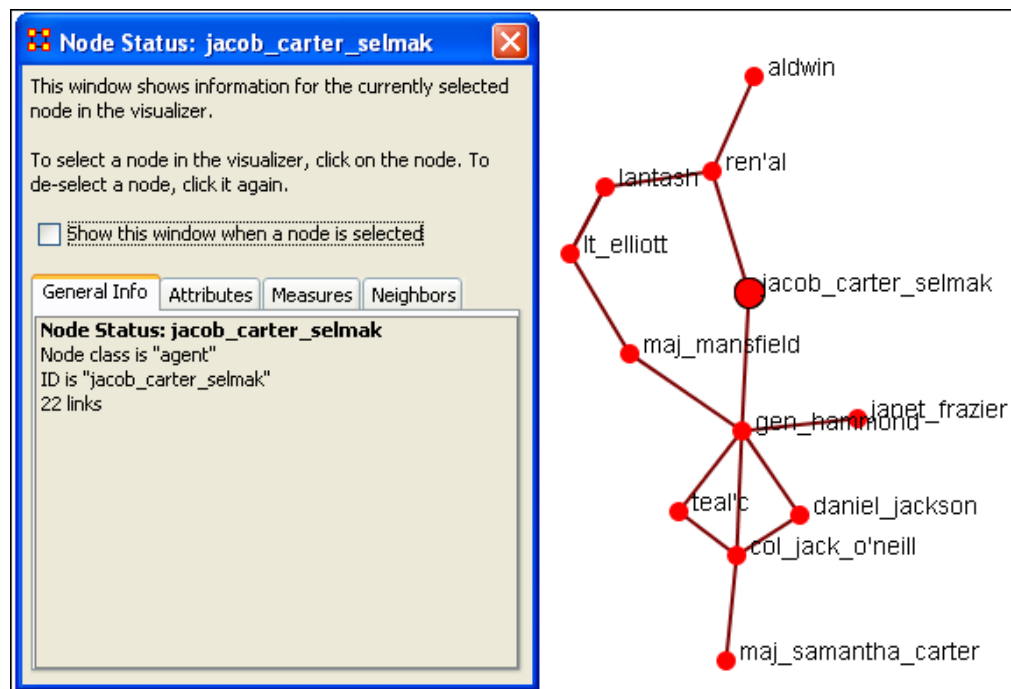 Node Status: jacob_carter_selmak
This window shows information for the currently selected
node in the visualizer.
To select a node in the visualizer, click on the node. To
de-select a node, click it again.
Show this window when a node is selected
General Info
Attributes
Measures
Neighbors
Node Status: jacob_carter_selmak
Node class is "agent"
ID is "jacob_carter_selmak"
22 links
aldwin
ren'al
lantash
lt_elliott
jacob_carter_selmak
maj_mansfield
janet_frazier
gen_hammond
teal'c
daniel_jackson
col_jack_o'neill
maj_samantha_carter